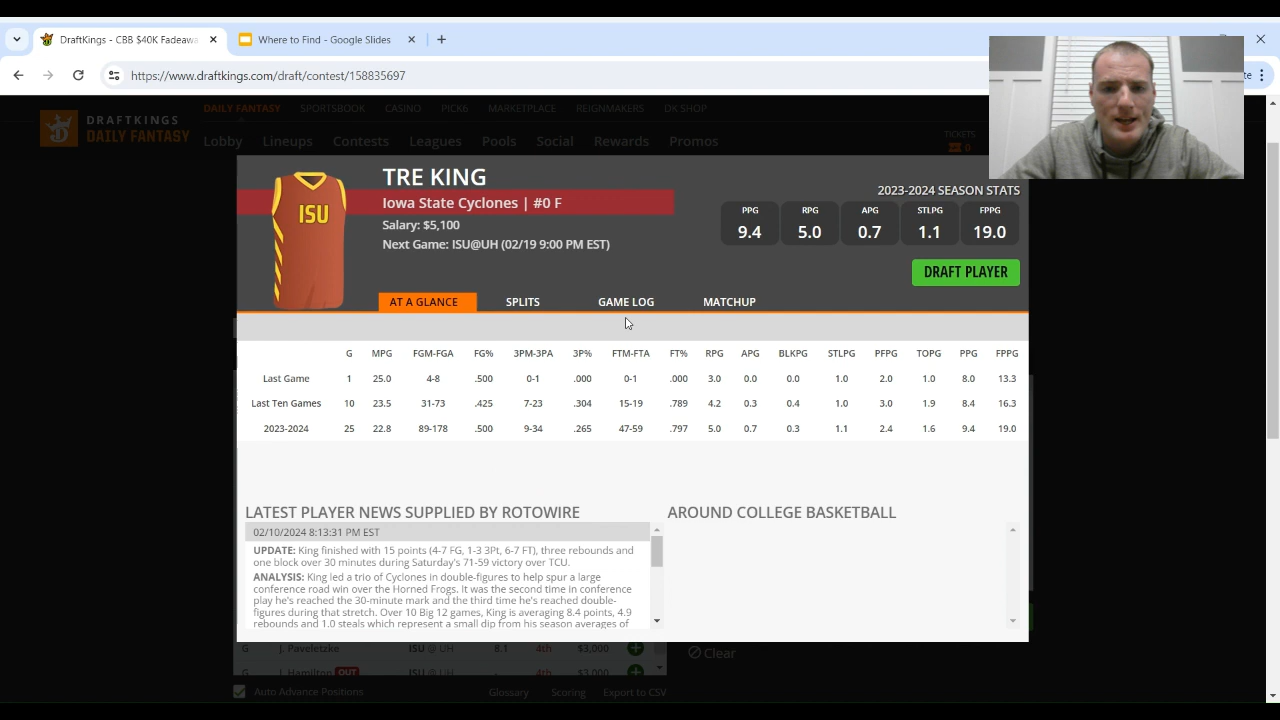 DraftKings - CBB $40K Fadeawa
Where to Find - Google Slides
https://www.draftkings.com/draft/contest/158835697
DAILY FANTASY SPORTSBOOK CASINO PICK6 MARKETPLACE REIGNMAKERS DK SHOP
DRAFTKINGS
DAILY FANTASY
Lobby Lineups Contests Leagues Pools Social Rewards Promos
TICKETS
0
ISU
TRE KING
Iowa State Cyclones | #0 F
Salary: $5,100
Next Game: ISU@UH (02/19 9:00 PM EST)
2023-2024 SEASON STATS
PPG RPG APG STLPG FPPG
9.4 5.0 0.7 1.1 19.0
DRAFT PLAYER
AT A GLANCE SPLITS GAME LOG MATCHUP
G MPG FGM-FGA FG% 3PM-3PA 3P% FTM-FTA FT% RPG APG BLKPG STLPG PFPG TOPG PPG FPPG
Last Game 1 25.0 4-8 .500 0-1 .000 0-1 .000 3.0 0.0 0.0 1.0 2.0 1.0 8.0 13.3
Last Ten Games 10 23.5 31-73 .425 7-23 .304 15-19 .789 4.2 0.3 0.4 1.0 3.0 1.9 8.4 16.3
2023-2024 25 22.8 89-178 .500 9-34 .265 47-59 .797 5.0 0.7 0.3 1.1 2.4 1.6 9.4 19.0
LATEST PLAYER NEWS SUPPLIED BY ROTOWIRE
02/10/2024 8:13:31 PM EST
UPDATE: King finished with 15 points (4-7 FG, 1-3 3Pt, 6-7 FT), three rebounds and
one block over 30 minutes during Saturday's 71-59 victory over TCU.
ANALYSIS: King led a trio of Cyclones in double-figures to help spur a large
conference road win over the Horned Frogs. It was the second time in conference
play he's reached the 30-minute mark and the third time he's reached double-
figures during that stretch. Over 10 Big 12 games, King is averaging 8.4 points, 4.9
rebounds and 1.0 steals which represent a small dip from his season averages of
AROUND COLLEGE BASKETBALL
G J. Paveletzke ISU @ UH 8.1 4th $3,000
G J. Hamilton OUT ISU @ UH - 4th $3,000
Clear
Auto Advance Positions Glossary Scoring Export to CSV